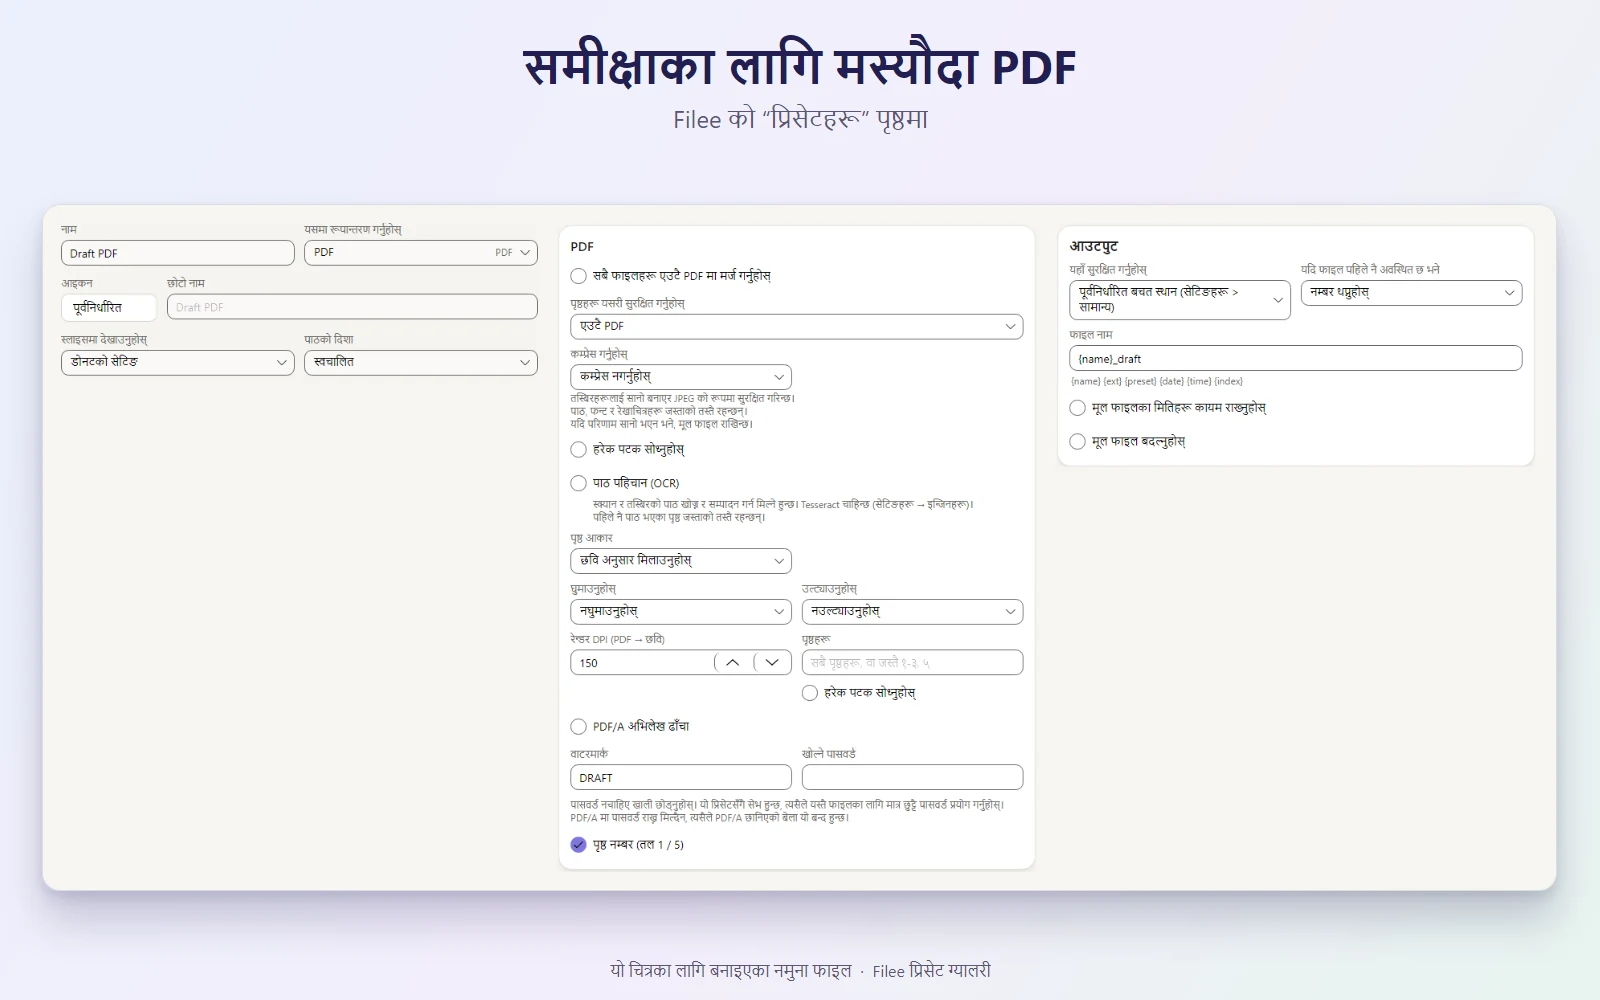 समीक्षाका लागि मस्यौदा PDF
Filee को “प्रिसेटहरू” पृष्ठमा
नाम
Draft PDF
यसमा रूपान्तरण गर्नुहोस्
PDF PDF
आइकन
पूर्वनिर्धारित
छोटो नाम
Draft PDF
स्लाइसमा देखाउनुहोस्
डोनटको सेटिङ
पाठको दिशा
स्वचालित
PDF
सबै फाइलहरू एउटै PDF मा मर्ज गर्नुहोस्
पृष्ठहरू यसरी सुरक्षित गर्नुहोस्
एउटै PDF
कम्प्रेस गर्नुहोस्
कम्प्रेस नगर्नुहोस्
तस्बिरहरूलाई सानो बनाएर JPEG को रूपमा सुरक्षित गरिन्छ।
पाठ, फन्ट र रेखाचित्रहरू जस्ताको तस्तै रहन्छन्।
यदि परिणाम सानो भएन भने, मूल फाइल राखिन्छ।
हरेक पटक सोध्नुहोस्
पाठ पहिचान (OCR)
स्क्यान र तस्बिरको पाठ खोज्न र सम्पादन गर्न मिल्ने हुन्छ। Tesseract चाहिन्छ (सेटिङहरू → इन्जिनहरू)।
पहिले नै पाठ भएका पृष्ठ जस्ताको तस्तै रहन्छन्।
पृष्ठ आकार
छवि अनुसार मिलाउनुहोस्
घुमाउनुहोस्
नघुमाउनुहोस्
उल्ट्याउनुहोस्
नउल्ट्याउनुहोस्
रेन्डर DPI (PDF → छवि)
150
पृष्ठहरू
सबै पृष्ठहरू, वा जस्तै १-३, ५
हरेक पटक सोध्नुहोस्
PDF/A अभिलेख ढाँचा
वाटरमार्क
DRAFT
खोल्ने पासवर्ड
पासवर्ड नचाहिए खाली छोड्नुहोस्। यो प्रिसेटसँगै सेभ हुन्छ, त्यसैले यस्तै फाइलका लागि मात्र छुट्टै पासवर्ड प्रयोग गर्नुहोस्।
PDF/A मा पासवर्ड राख्न मिल्दैन, त्यसैले PDF/A छानिएको बेला यो बन्द हुन्छ।
पृष्ठ नम्बर (तल 1 / 5)
आउटपुट
यहाँ सुरक्षित गर्नुहोस्
पूर्वनिर्धारित बचत स्थान (सेटिङहरू >
सामान्य)
यदि फाइल पहिले नै अवस्थित छ भने
नम्बर थप्नुहोस्
फाइल नाम
{name}_draft
{name} {ext} {preset} {date} {time} {index}
मूल फाइलका मितिहरू कायम राख्नुहोस्
मूल फाइल बदल्नुहोस्
यो चित्रका लागि बनाइएका नमुना फाइल · Filee प्रिसेट ग्यालरी